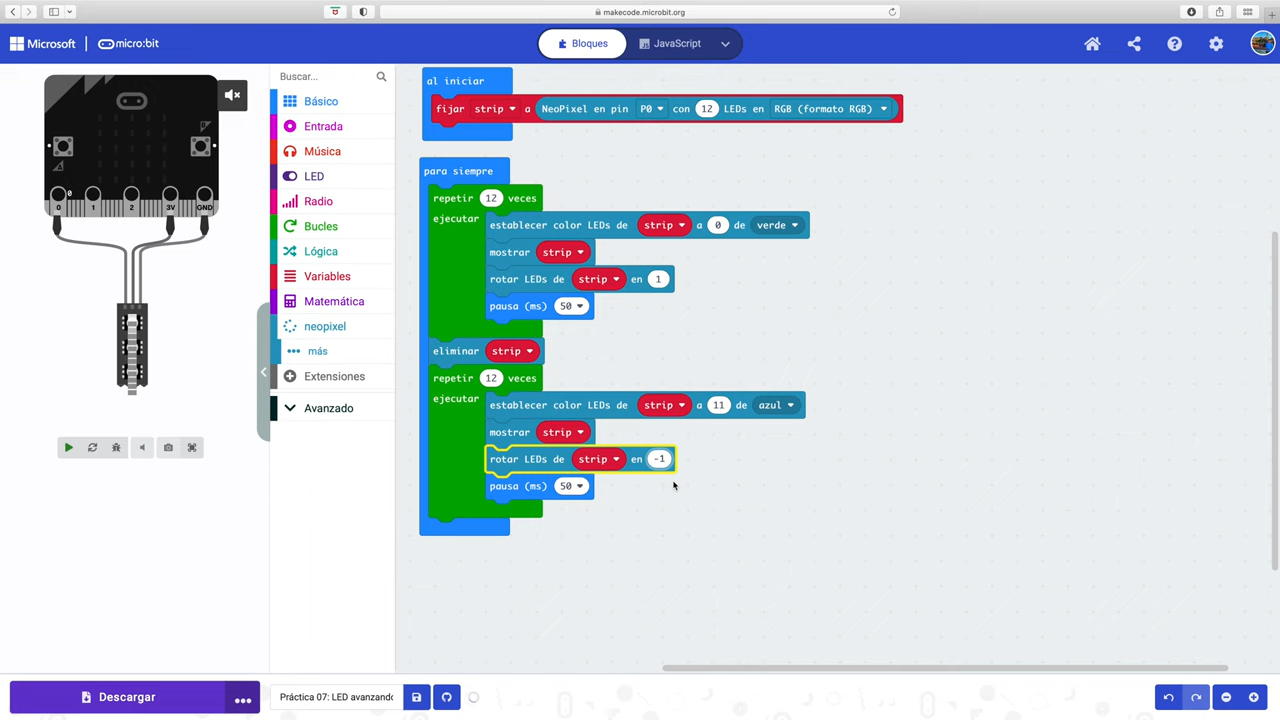 makecode.microbit.org
Microsoft
micro:bit
Bloques
JavaScript
Buscar...
Básico
Entrada
Música
LED
Radio
Bucles
Lógica
Variables
Matemática
neopixel
más
Extensiones
Avanzado
0
0 1 2 3V GND
al iniciar
fijar strip a NeoPixel en pin P0 con 12 LEDs en RGB (formato RGB)
para siempre
repetir 12 veces
ejecutar
establecer color LEDs de strip a 0 de verde
mostrar strip
rotar LEDs de strip en 1
pausa (ms) 50
eliminar strip
repetir 12 veces
ejecutar
establecer color LEDs de strip a 11 de azul
mostrar strip
rotar LEDs de strip en -1
pausa (ms) 50
Descargar
Práctica 07: LED avanzando